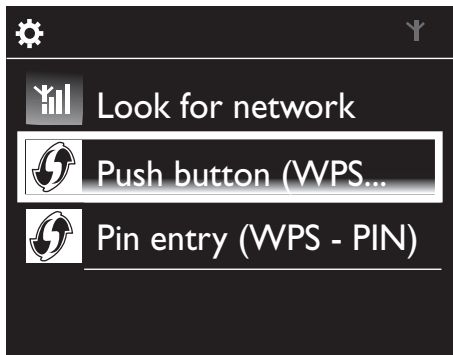 Look for network
Push button (WPS...
Pin entry (WPS - PIN)